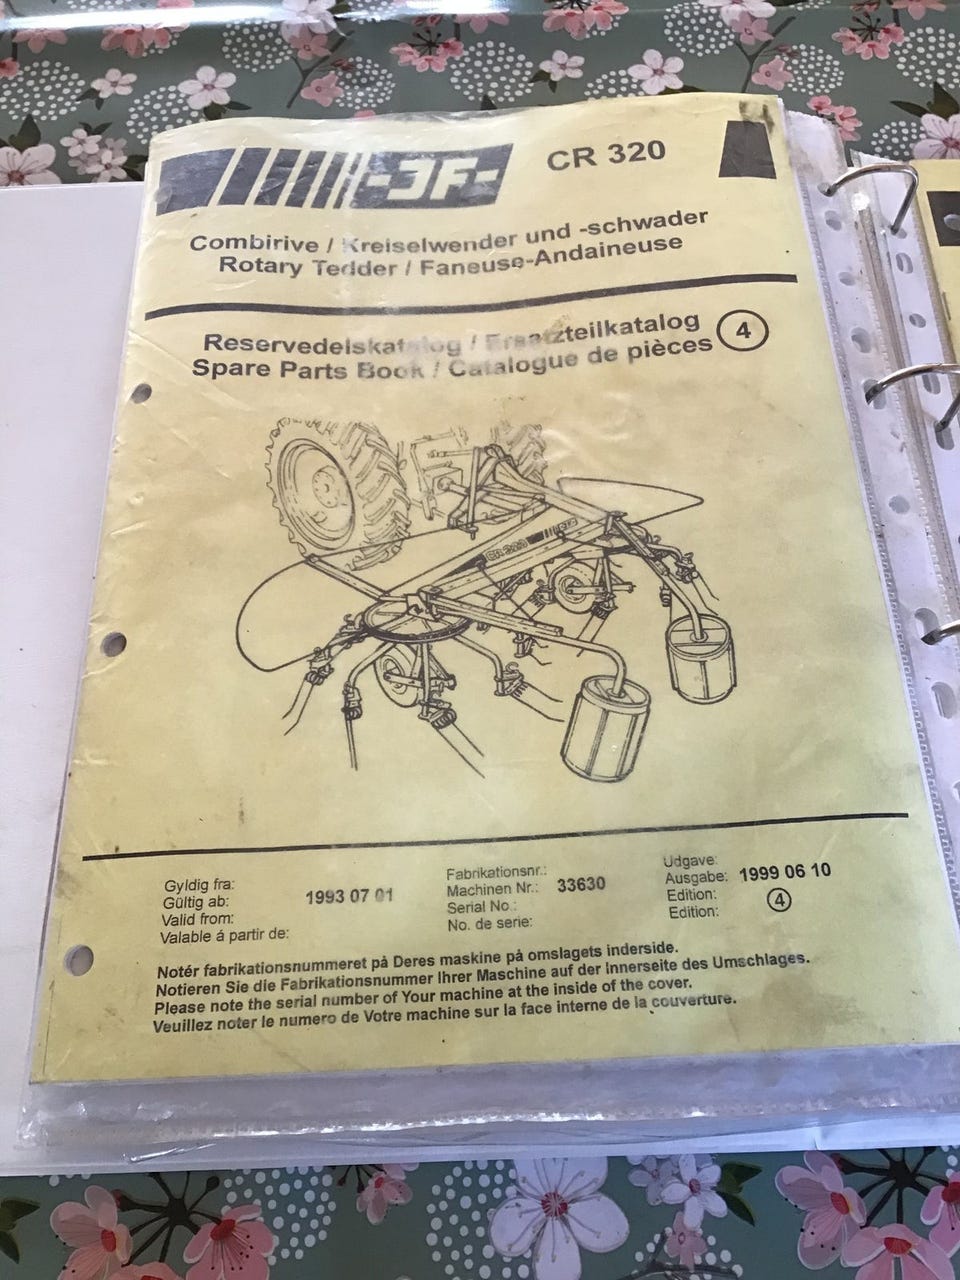 -JF-
CR 320
Combirive / Kreiselwender und -schwader
Rotary Tedder / Faneuse-Andaineuse
Reservedelskatalog / Ersatzteilkatalog
Spare Parts Book / Catalogue de pièces
4
CR 320
Gyldig fra:
Gültig ab:
Valid from:
Valable á partir de:
1993 07 01
Fabrikationsnr.:
Machinen Nr.:
Serial No.:
No. de serie:
33630
Udgave:
Ausgabe:
Edition:
Edition:
1999 06 10
4
Notér fabrikationsnummeret på Deres maskine på omslagets inderside.
Notieren Sie die Fabrikationsnummer Ihrer Maschine auf der Innerseite des Umschlages.
Please note the serial number of Your machine at the inside of the cover.
Veuillez noter le numero de Votre machine sur la face interne de la couverture.